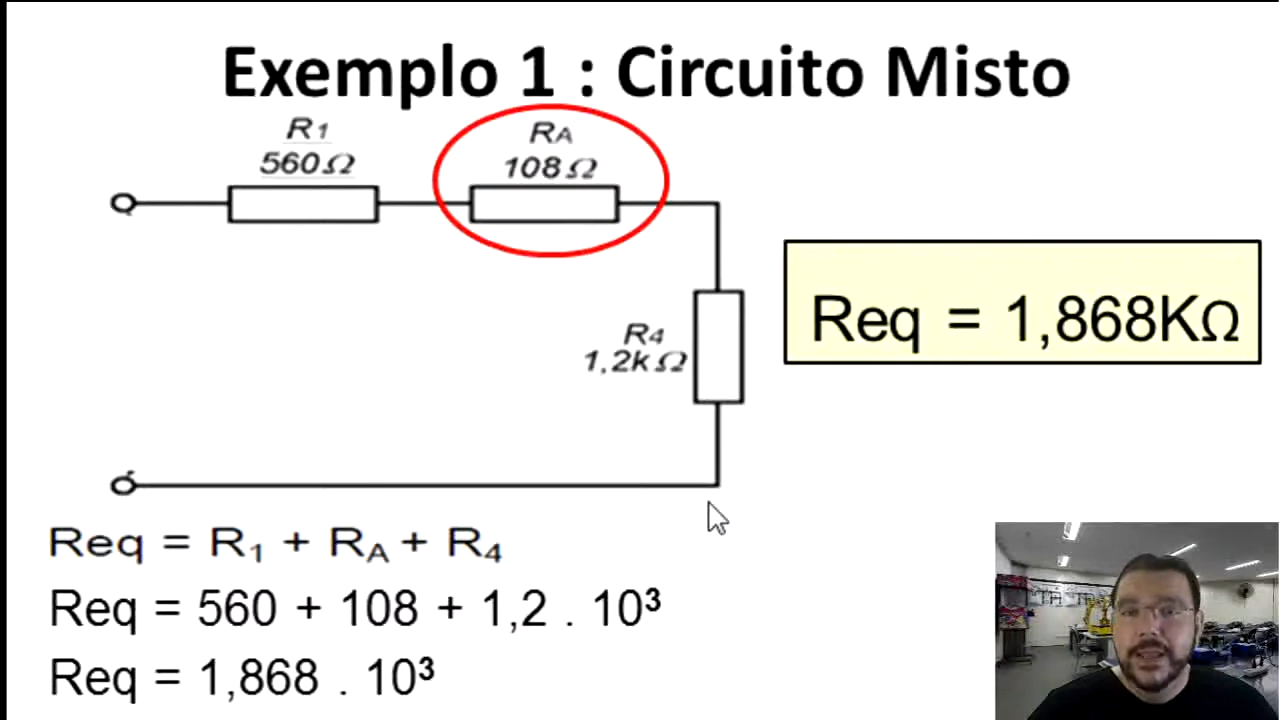 Exemplo 1 : Circuito Misto
R1
560Ω
RA
108Ω
R4
1,2kΩ
Req = 1,868KΩ
Req = R₁ + RA + R₄
Req = 560 + 108 + 1,2 . 10³
Req = 1,868 . 10³